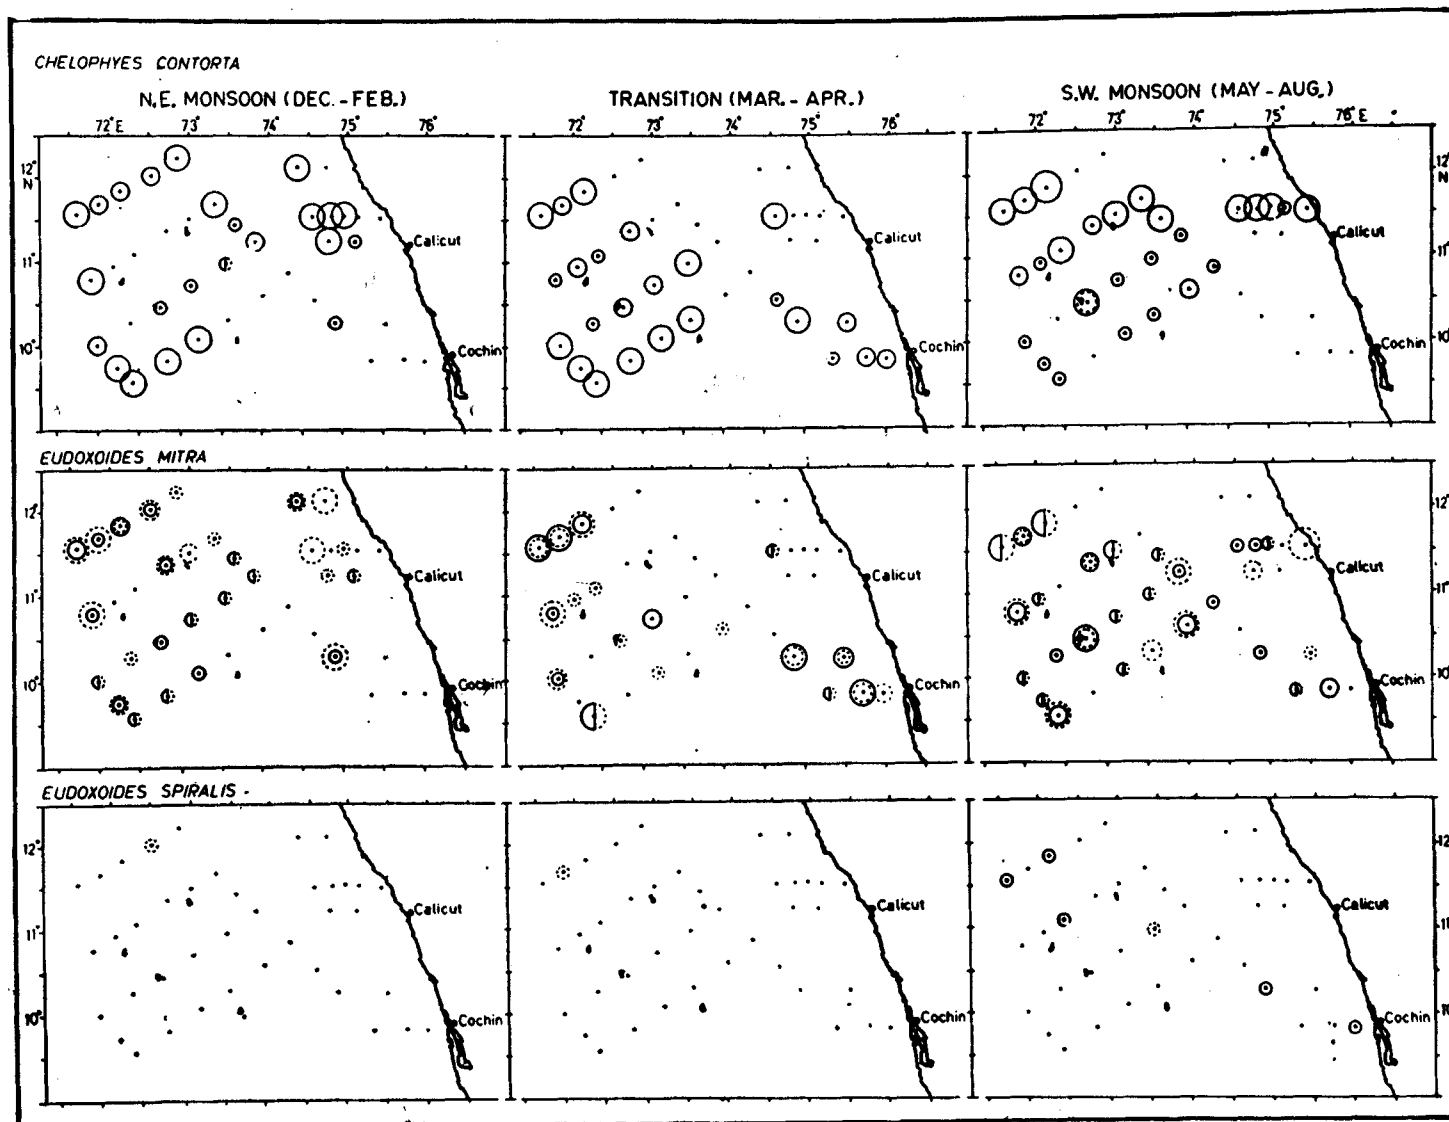 CHELOPHYES CONTORTA
N.E. MONSOON (DEC. - FEB.)
TRANSITION (MAR. - APR.)
S.W. MONSOON (MAY - AUG.)
72° E 73° 74° 75° 76°
72° 73° 74° 75° 76°
72° 73° 74° 75° 76° E
12° N
11°
10°
Calicut
Cochin
Calicut
Cochin
Calicut
Cochin
12° N
11°
10°
EUDOXOIDES MITRA
12°
11°
10°
Calicut
Cochin
Calicut
Cochin
Calicut
Cochin
12°
11°
10°
EUDOXOIDES SPIRALIS -
12°
11°
10°
Calicut
Cochin
Calicut
Cochin
Calicut
Cochin
12°
11°
10°